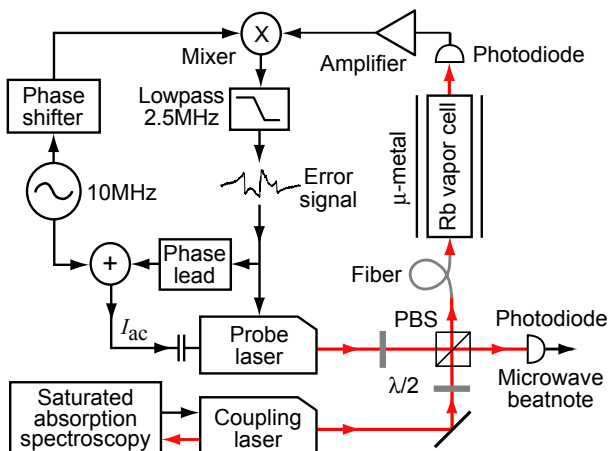 X
Mixer
Amplifier
Photodiode
Phase
shifter
Lowpass
2.5MHz
μ-metal
Rb vapor cell
10MHz
Error
signal
+
Phase
lead
Fiber
Iac
Probe
laser
PBS
Photodiode
λ/2
Microwave
beatnote
Saturated
absorption
spectroscopy
Coupling
laser